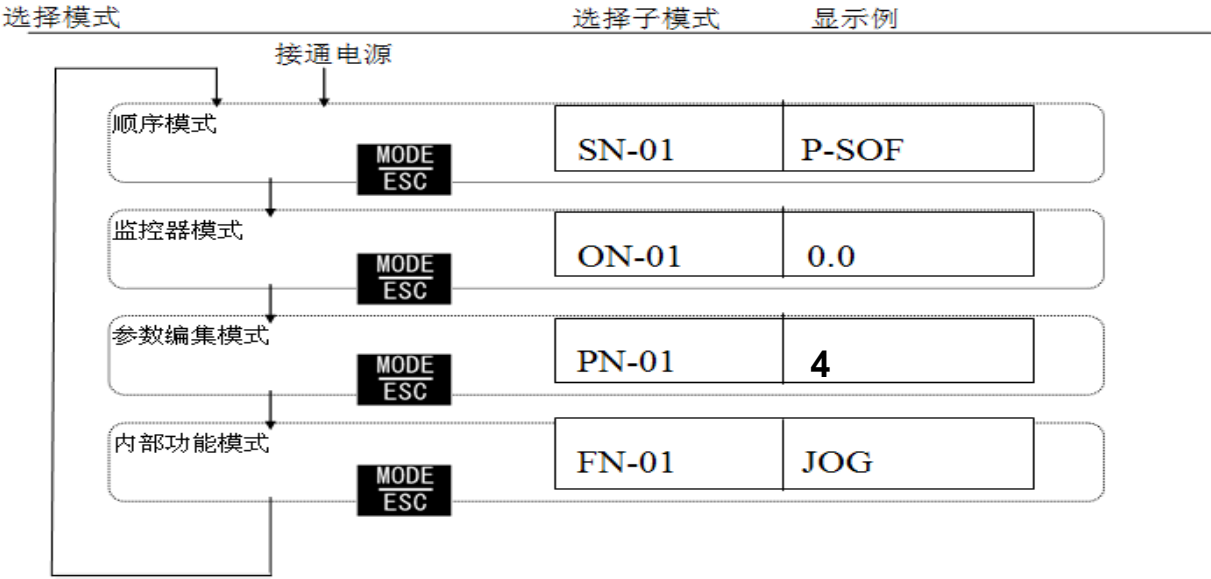 选择模式 选择子模式 显示例
接通电源
顺序模式
MODE
ESC
SN-01 P-SOF
监控器模式
MODE
ESC
ON-01 0.0
参数编集模式
MODE
ESC
PN-01 4
内部功能模式
MODE
ESC
FN-01 JOG